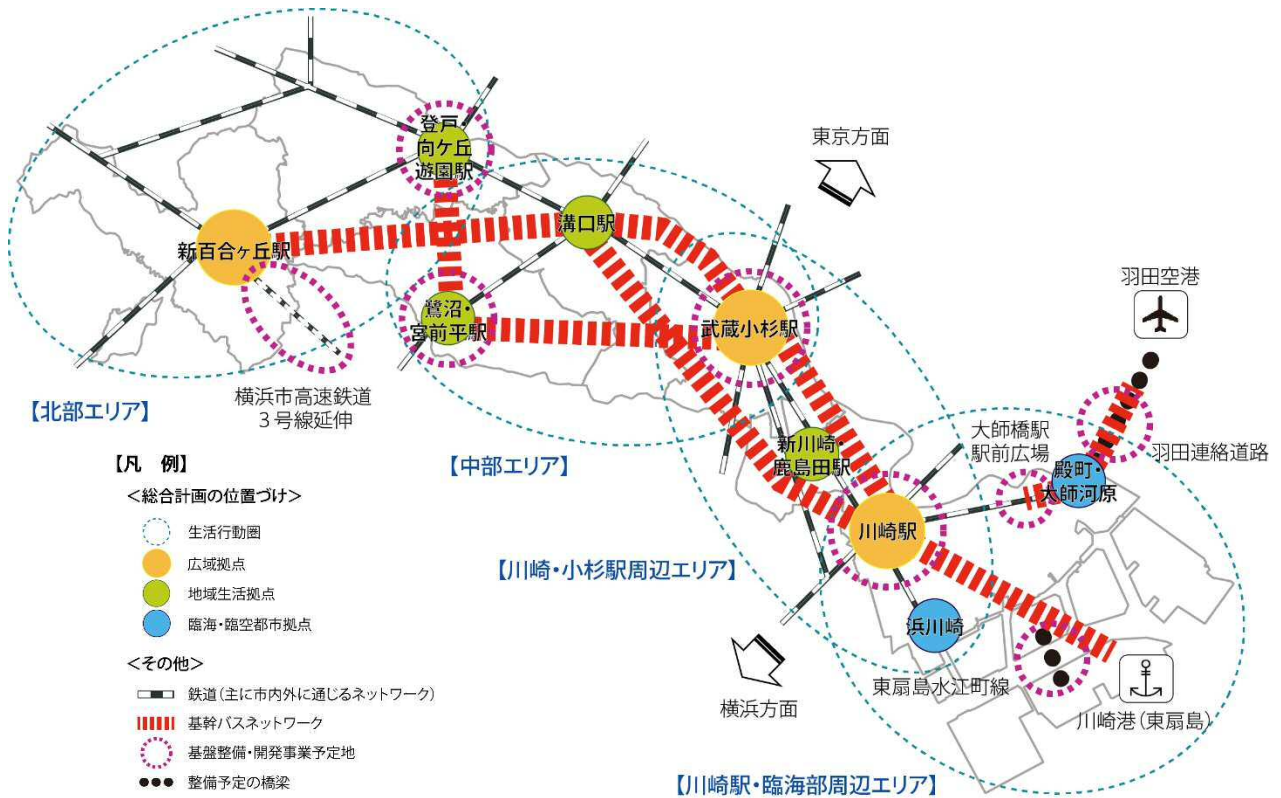 登戸・
向ケ丘
遊園駅
東京方面
溝口駅
新百合ヶ丘駅
羽田空港
鷺沼・
宮前平駅
武蔵小杉駅
横浜市高速鉄道
3号線延伸
【北部エリア】
大師橋駅
駅前広場
羽田連絡道路
新川崎・
鹿島田駅
殿町・
大師河原
【中部エリア】
【凡　例】
＜総合計画の位置づけ＞
生活行動圏
広域拠点
地域生活拠点
臨海・臨空都市拠点
川崎駅
【川崎・小杉駅周辺エリア】
浜川崎
＜その他＞
鉄道（主に市内外に通じるネットワーク）
基幹バスネットワーク
基盤整備・開発事業予定地
整備予定の橋梁
横浜方面
東扇島水江町線
川崎港（東扇島）
【川崎駅・臨海部周辺エリア】